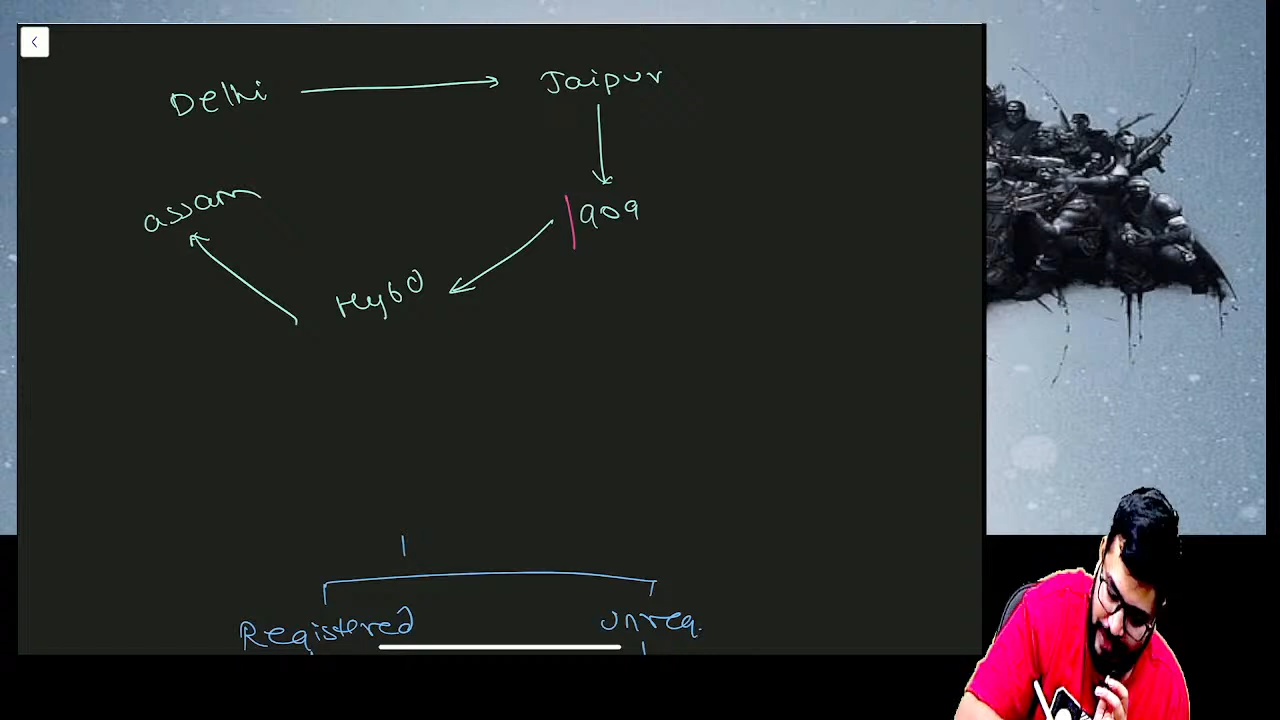 Delhi → Jaipur
assam
goa
Hybd
Registered unreg.